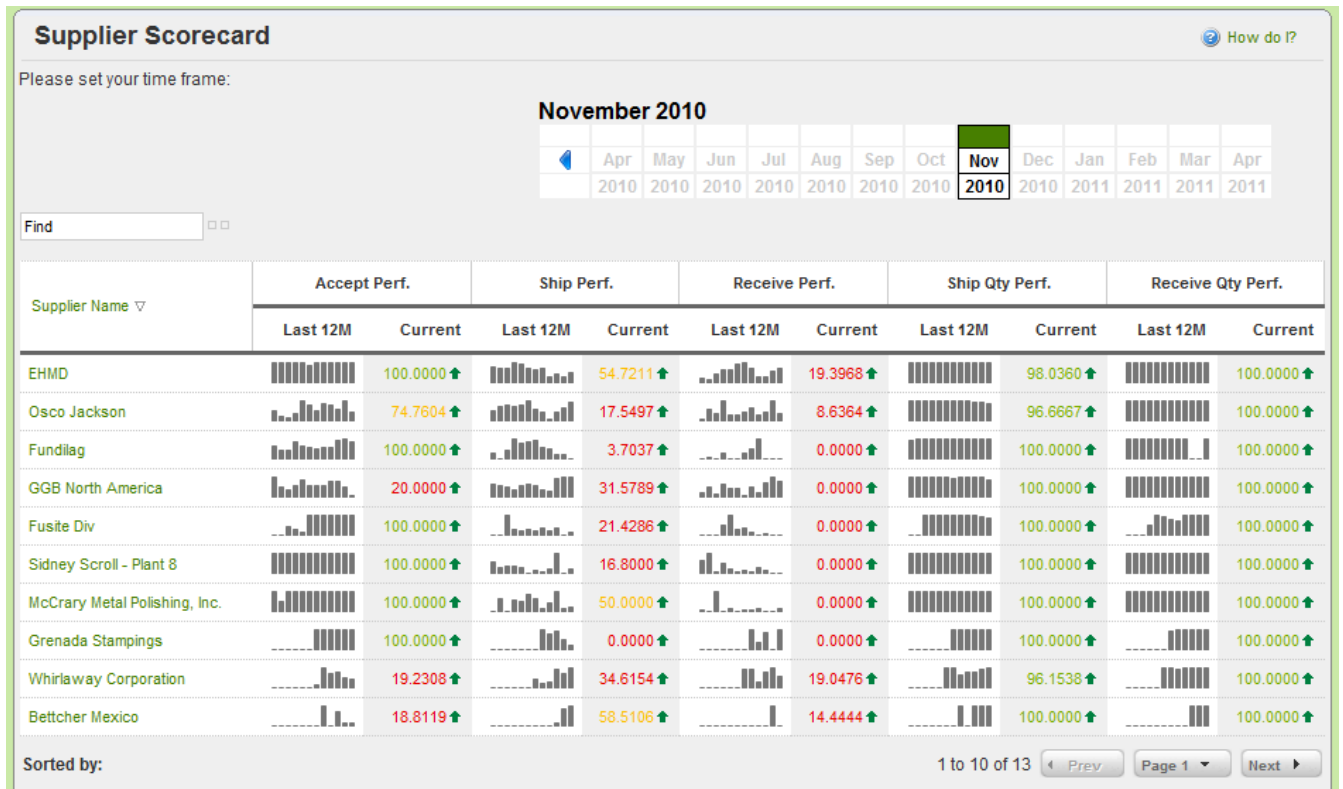 Supplier Scorecard
How do I?
Please set your time frame:
November 2010
Apr May Jun Jul Aug Sep Oct Nov Dec Jan Feb Mar Apr
2010 2010 2010 2010 2010 2010 2010 2010 2010 2011 2011 2011 2011
Find
Supplier Name Accept Perf. Ship Perf. Receive Perf. Ship Qty Perf. Receive Qty Perf.
Last 12M Current Last 12M Current Last 12M Current Last 12M Current Last 12M Current
EHMD 100.0000 54.7211 19.3968 98.0360 100.0000
Osco Jackson 74.7604 17.5497 8.6364 96.6667 100.0000
Fundilag 100.0000 3.7037 0.0000 100.0000 100.0000
GGB North America 20.0000 31.5789 0.0000 100.0000 100.0000
Fusite Div 100.0000 21.4286 0.0000 100.0000 100.0000
Sidney Scroll - Plant 8 100.0000 16.8000 0.0000 100.0000 100.0000
McCrary Metal Polishing, Inc. 100.0000 50.0000 0.0000 100.0000 100.0000
Grenada Stampings 100.0000 0.0000 0.0000 100.0000 100.0000
Whirlaway Corporation 19.2308 34.6154 19.0476 96.1538 100.0000
Bettcher Mexico 18.8119 58.5106 14.4444 100.0000 100.0000
Sorted by: 1 to 10 of 13 Prev Page 1 Next